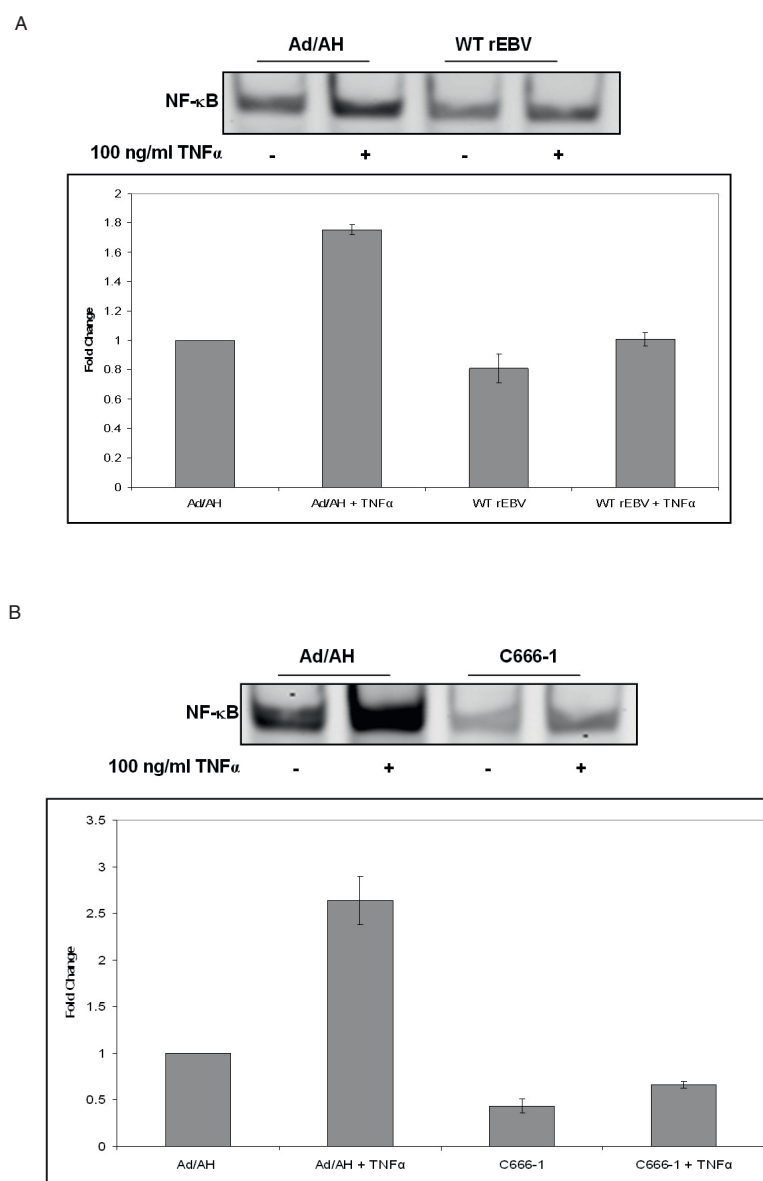 A
Ad/AH WT rEBV
NF-κB
100 ng/ml TNFα - + - +
2
1.8
1.6
1.4
1.2
1
0.8
0.6
0.4
0.2
0
Fold Change
Ad/AH Ad/AH + TNFα WT rEBV WT rEBV + TNFα
B
Ad/AH C666-1
NF-κB
100 ng/ml TNFα - + - +
3.5
3
2.5
2
1.5
1
0.5
0
Fold Change
Ad/AH Ad/AH + TNFα C666-1 C666-1 + TNFα